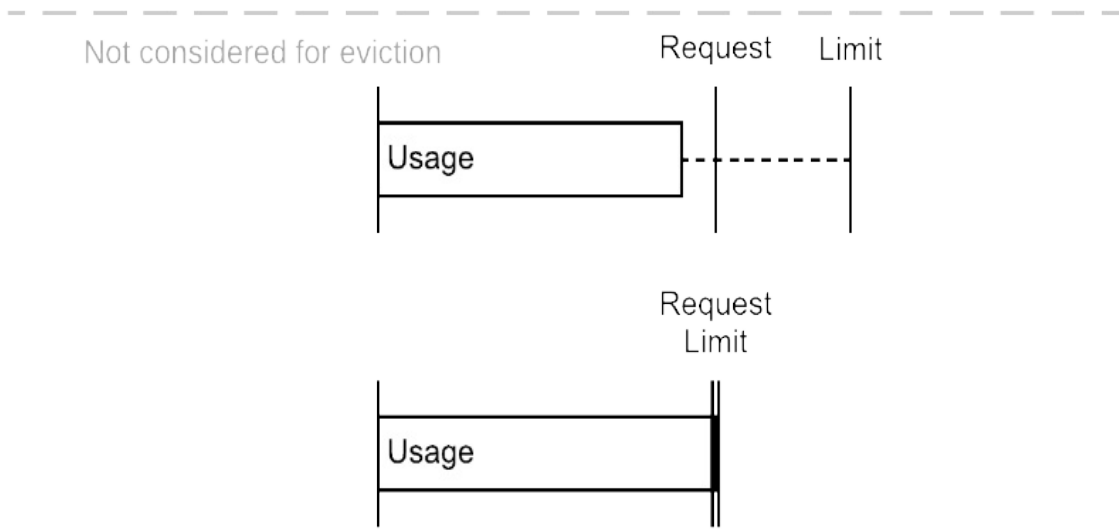 Not considered for eviction
Request Limit
Usage
Request
Limit
Usage